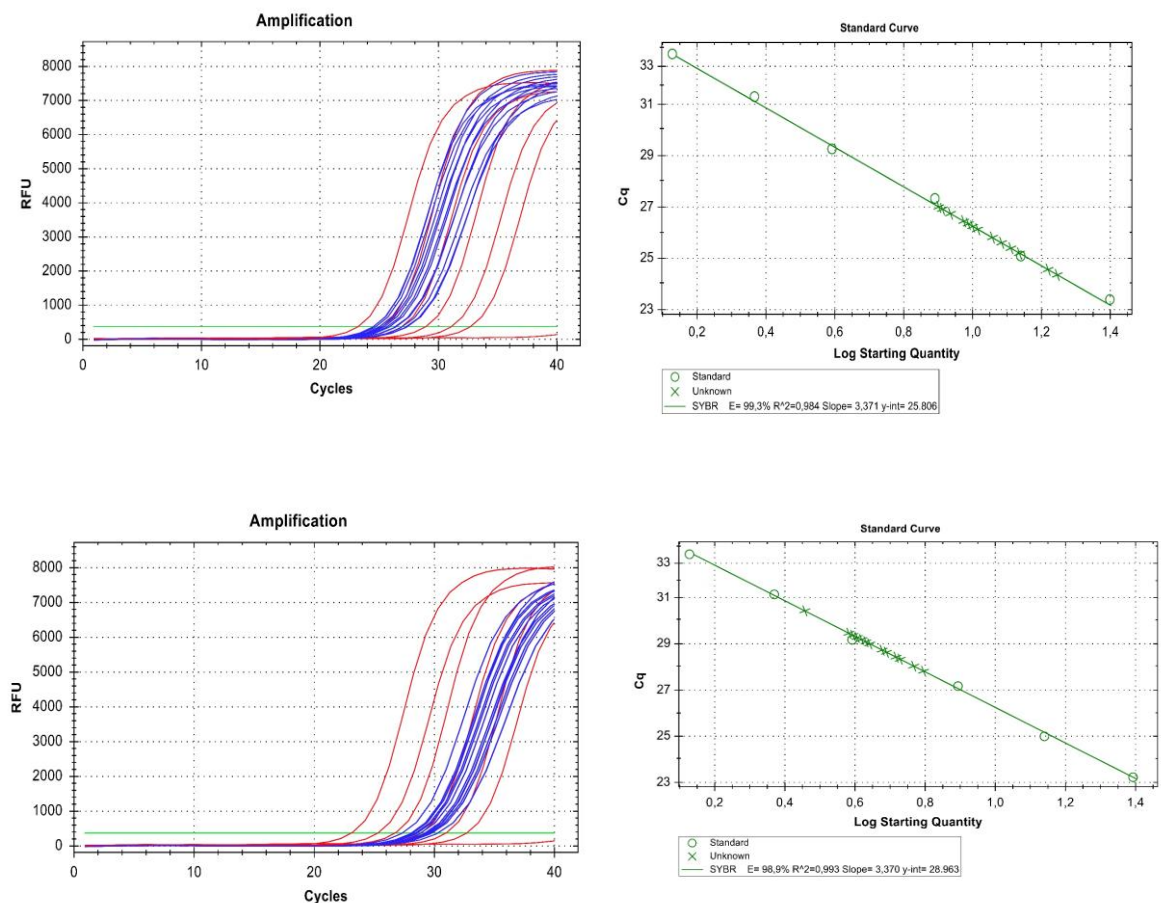 Amplification
8000
7000
6000
5000
4000
3000
2000
1000
0
RFU
0 10 20 30 40
Cycles
Standard Curve
33
31
29
27
25
23
Cq
0,2 0,4 0,6 0,8 1,0 1,2 1,4
Log Starting Quantity
Standard
Unknown
SYBR E= 99,3% R^2=0,984 Slope= 3,371 y-int= 25.806
Amplification
8000
7000
6000
5000
4000
3000
2000
1000
0
RFU
0 10 20 30 40
Cycles
Standard Curve
33
31
29
27
25
23
Cq
0,2 0,4 0,6 0,8 1,0 1,2 1,4
Log Starting Quantity
Standard
Unknown
SYBR E= 98,9% R^2=0,993 Slope= 3,370 y-int= 28.963